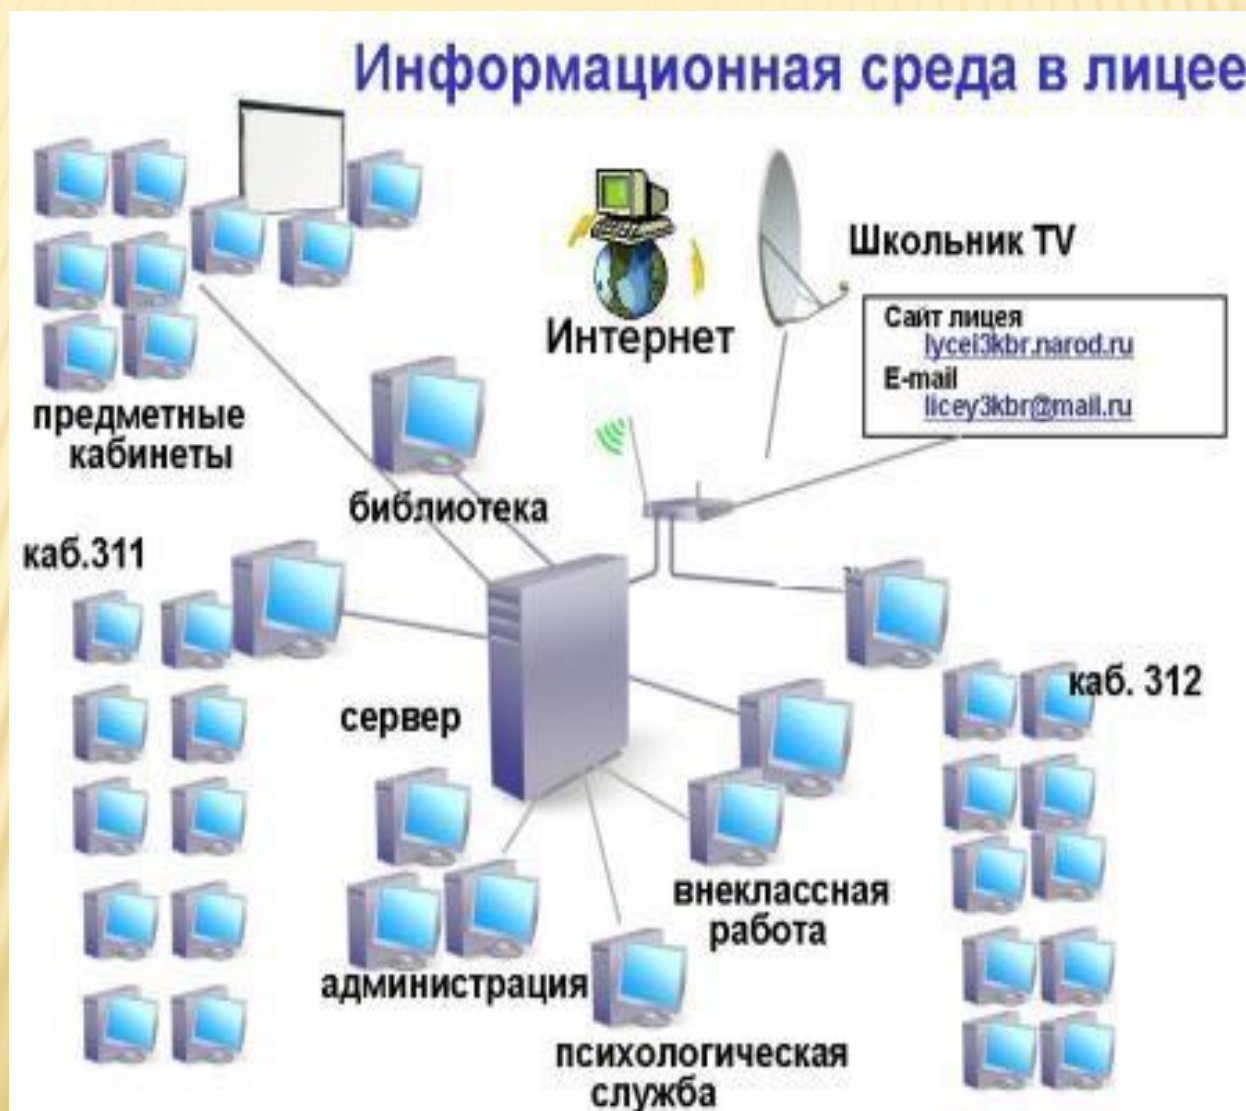 Информационная среда в лицее
Школьник TV
Интернет
Сайт лицея
lycei3kbr.narod.ru
E-mail
licey3kbr@mail.ru
предметные
кабинеты
библиотека
каб.311
каб. 312
сервер
внеклассная
работа
администрация
психологическая
служба